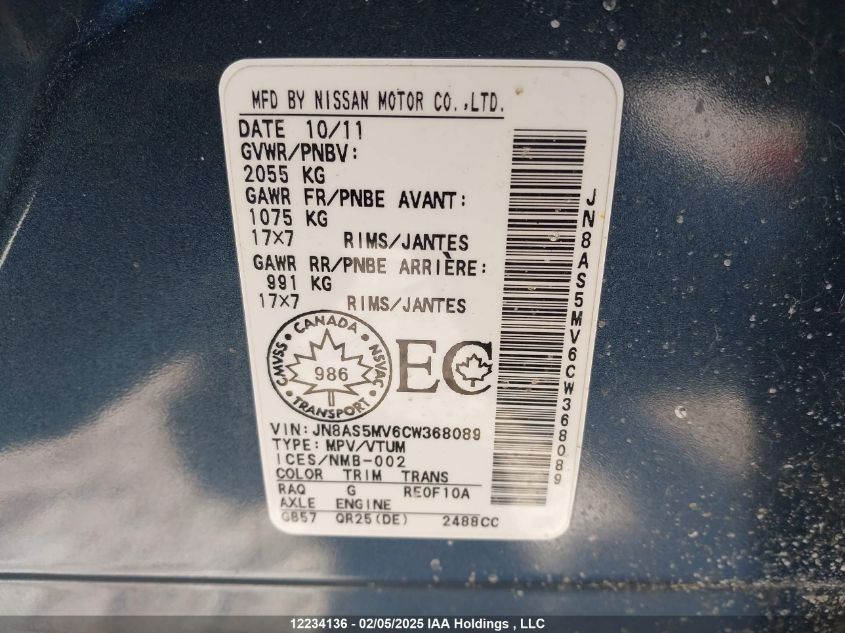 MFD BY NISSAN MOTOR CO.,LTD.
DATE 10/11
GVWR/PNBV:
2055 KG
GAWR FR/PNBE AVANT:
1075 KG
17×7 RIMS/JANTES
GAWR RR/PNBE ARRIÈRE:
991 KG
17×7 RIMS/JANTES
CANADA
CMVSS NSVAC
986
TRANSPORT
EC
VIN:JN8AS5MV6CW368089
TYPE:MPV/VTUM
ICES/NMB-002
COLOR TRIM TRANS
RAQ G RE0F10A
AXLE ENGINE
GB57 QR25(DE) 2488CC
JN8AS5MV6CW368089
12234136 - 02/05/2025 IAA Holdings , LLC